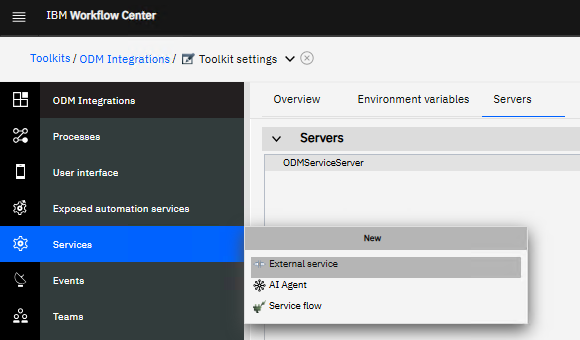 IBM Workflow Center
Toolkits / ODM Integrations / Toolkit settings
ODM Integrations
Overview Environment variables Servers
Processes
Servers
User interface
ODMServiceServer
Exposed automation services
Services
New
External service
Events
AI Agent
Service flow
Teams